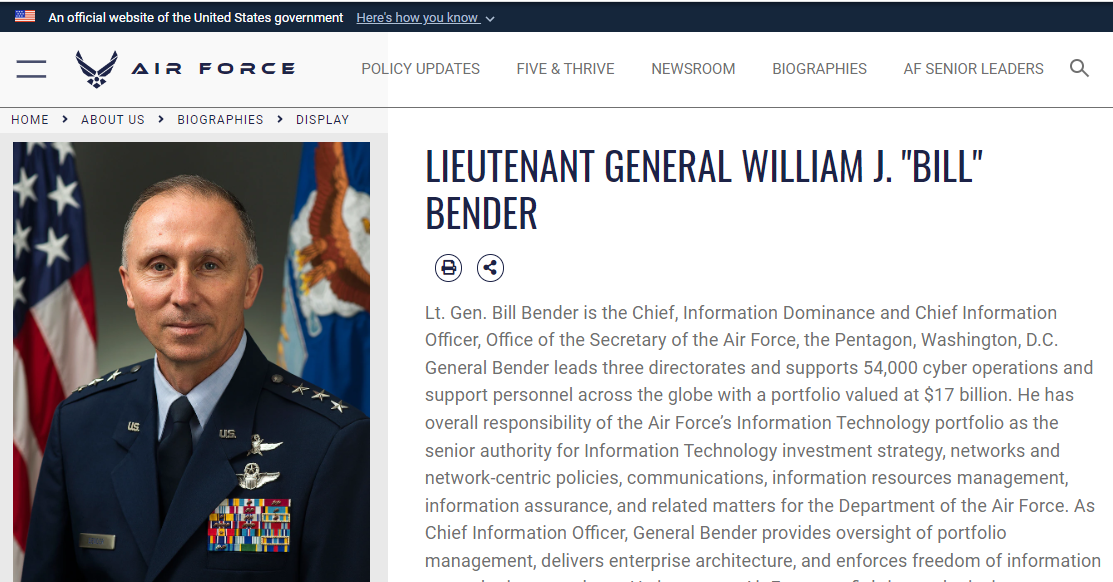 An official website of the United States government Here's how you know
AIR FORCE
POLICY UPDATES FIVE & THRIVE NEWSROOM BIOGRAPHIES AF SENIOR LEADERS
HOME ABOUT US BIOGRAPHIES DISPLAY
LIEUTENANT GENERAL WILLIAM J. "BILL"
BENDER
Lt. Gen. Bill Bender is the Chief, Information Dominance and Chief Information
Officer, Office of the Secretary of the Air Force, the Pentagon, Washington, D.C.
General Bender leads three directorates and supports 54,000 cyber operations and
support personnel across the globe with a portfolio valued at $17 billion. He has
overall responsibility of the Air Force’s Information Technology portfolio as the
senior authority for Information Technology investment strategy, networks and
network-centric policies, communications, information resources management,
information assurance, and related matters for the Department of the Air Force. As
Chief Information Officer, General Bender provides oversight of portfolio
management, delivers enterprise architecture, and enforces freedom of information
U.S. U.S.